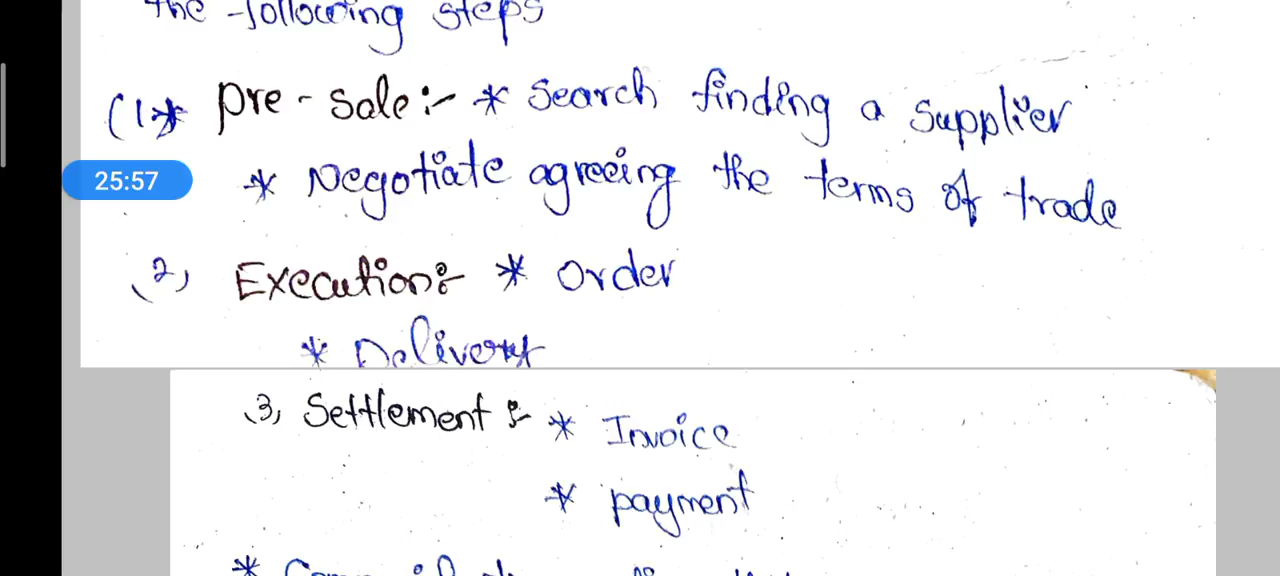 the following steps
(1* Pre-sale:- * Search finding a supplier
25:57
* Negotiate agreeing the terms of trade
(2) Execution:- * Order
* Delivery
3, Settlement :- * Invoice
* payment
*